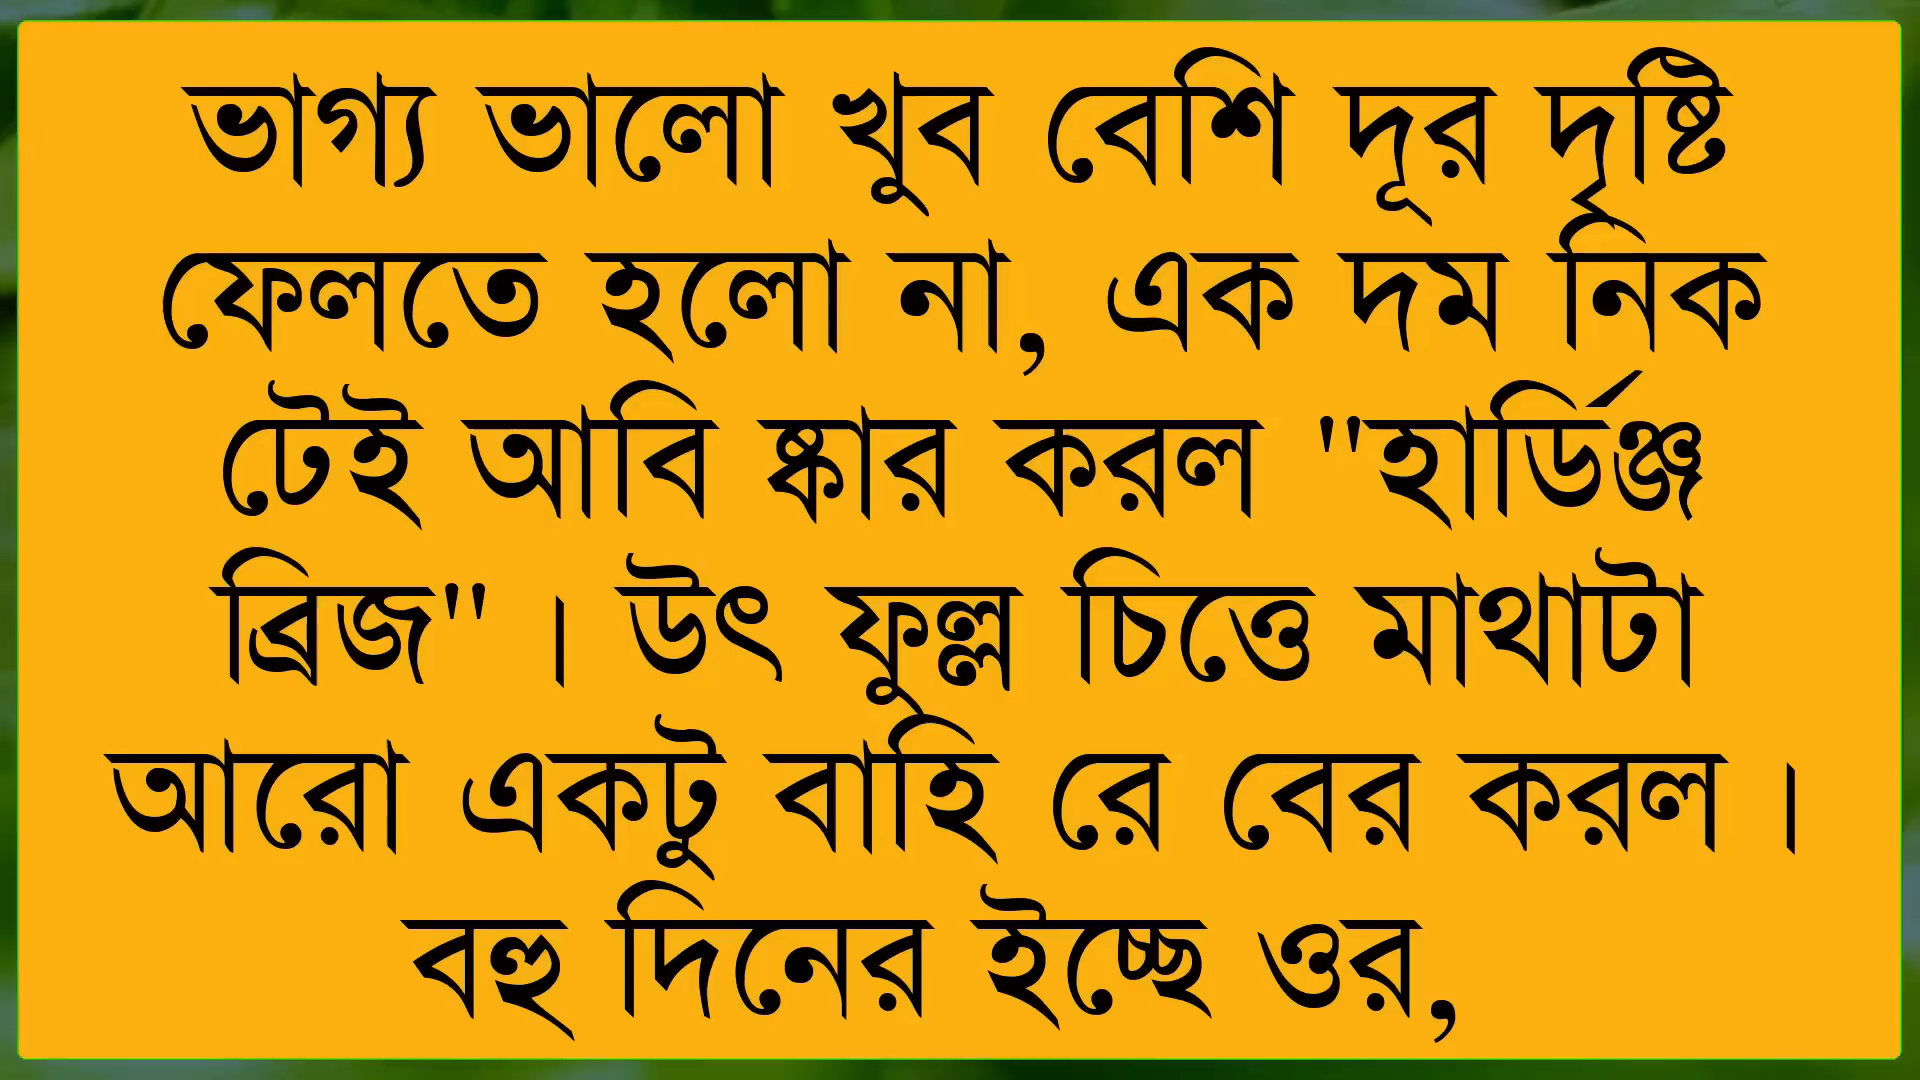 ভাগ্য ভালো খুব বেশি দূর দৃষ্টি
ফেলতে হলো না, এক দম নিক
টেই আবি ষ্কার করল "হার্ডিঞ্জ
ব্রিজ" । উৎ ফুল্ল চিত্তে মাথাটা
আরো একটু বাহি রে বের করল ।
বহু দিনের ইচ্ছে ওর,